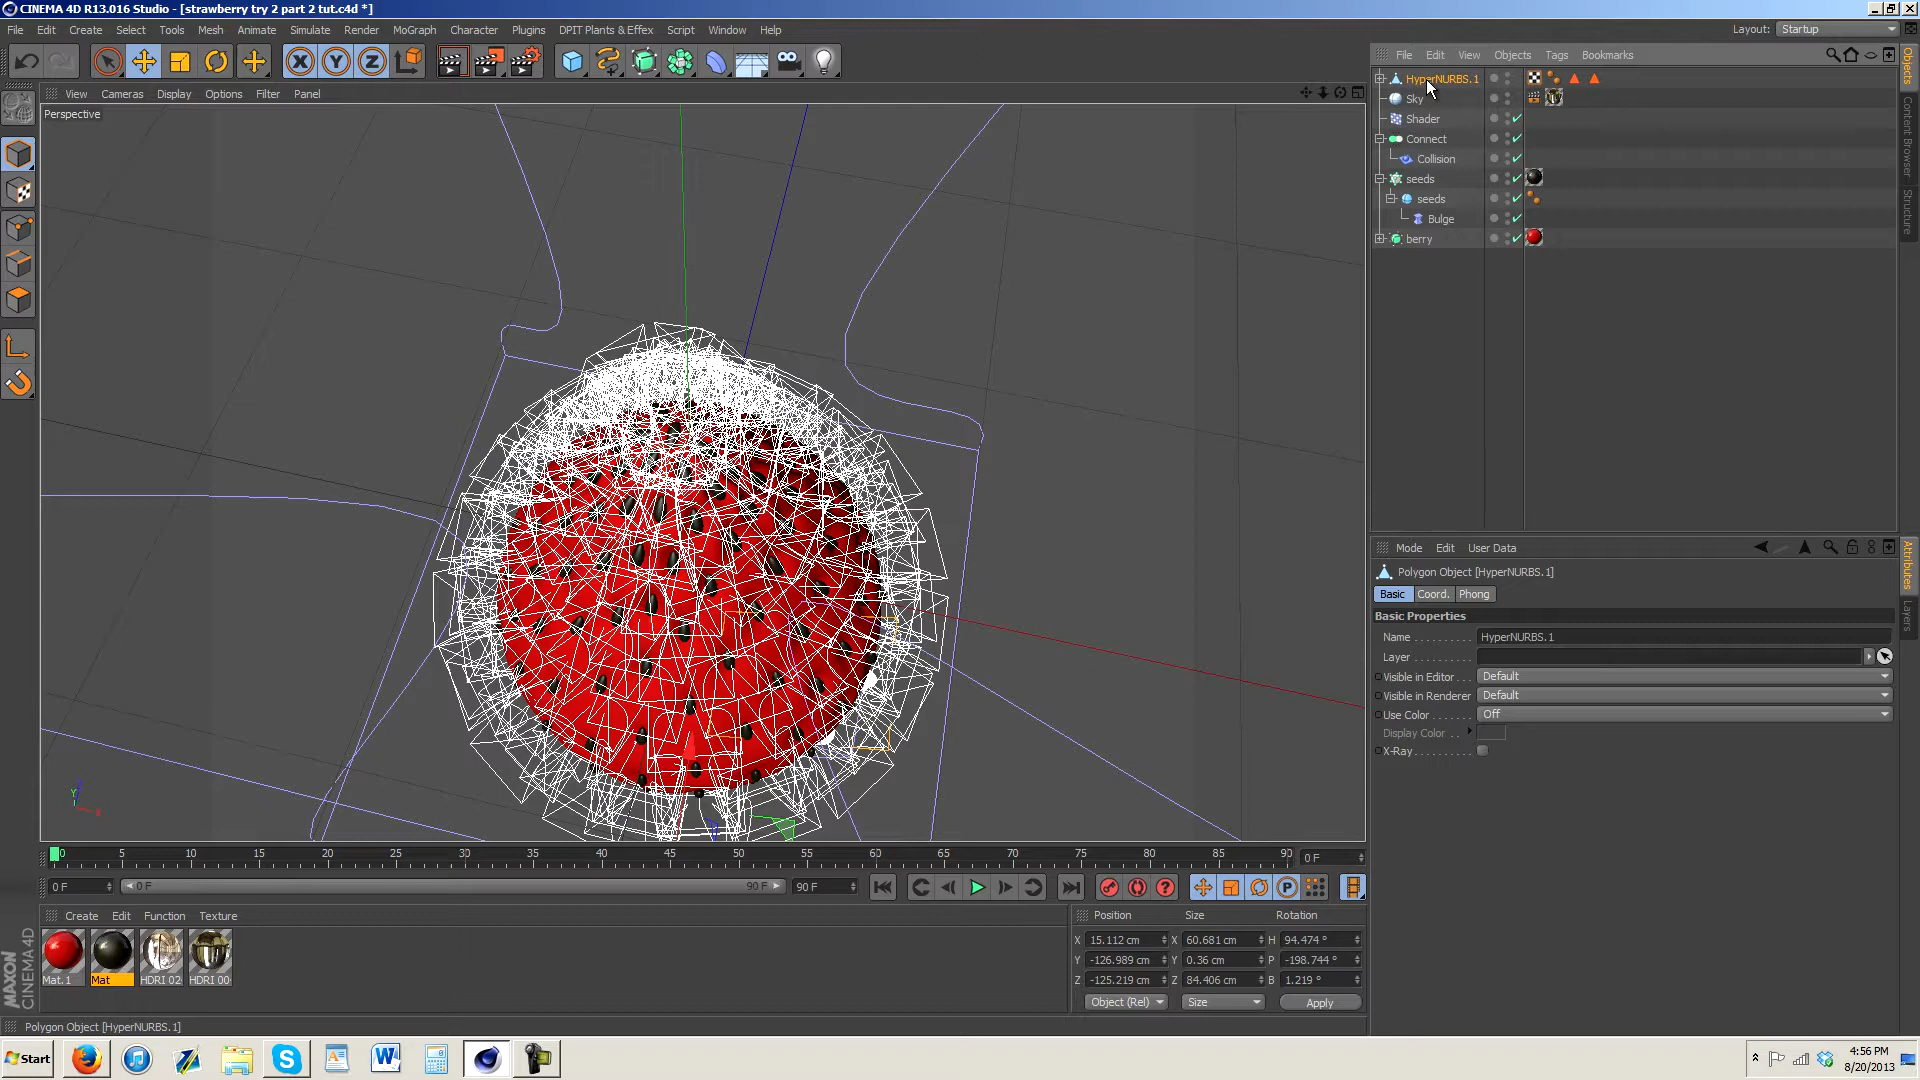 CINEMA 4D R13.016 Studio - [strawberry try 2 part 2 tut.c4d *]
File Edit Create Select Tools Mesh Animate Simulate Render MoGraph Character Plugins DPIT Plants & Effex Script Window Help
Layout: Startup
X Y Z
View Cameras Display Options Filter Panel
Perspective
File Edit View Objects Tags Bookmarks
HyperNURBS.1
Sky
Shader
Connect
Collision
seeds
seeds
Bulge
berry
Objects
Content Browser
Structure
Mode Edit User Data
Polygon Object [HyperNURBS.1]
Basic Coord. Phong
Basic Properties
Name HyperNURBS.1
Layer
Visible in Editor Default
Visible in Renderer Default
Use Color Off
Display Color
X-Ray
Attributes
Layers
Y
X
0 5 10 15 20 25 30 35 40 45 50 55 60 65 70 75 80 85 90 0 F
0 F 0 F 90 F 90 F
P
Create Edit Function Texture
Mat.1 Mat HDRI 02 HDRI 00
Position Size Rotation
X 15.112 cm X 60.681 cm H 94.474 °
Y -126.989 cm Y 0.36 cm P -198.744 °
Z -125.219 cm Z 84.406 cm B 1.219 °
Object (Rel) Size Apply
MAXON
CINEMA4D
Polygon Object [HyperNURBS.1]
Start
4:56 PM
8/20/2013